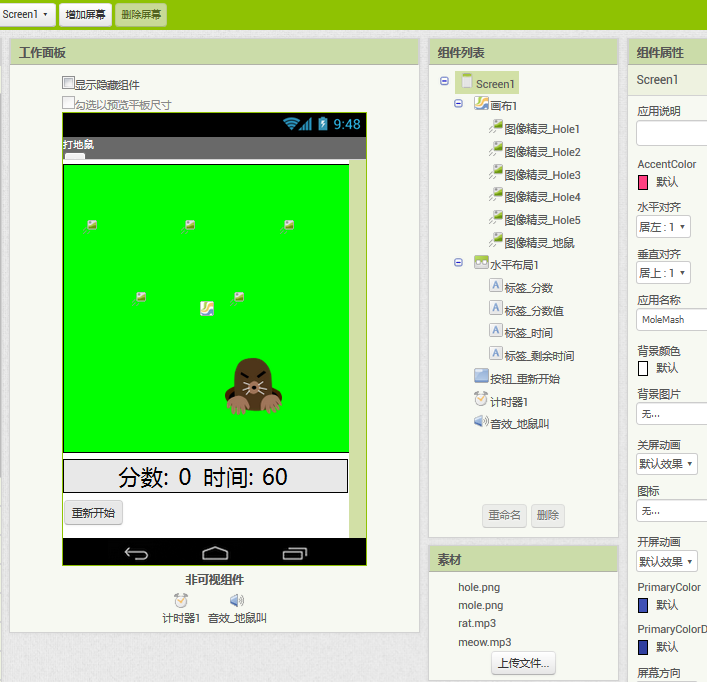 Screen1
增加屏幕
删除屏幕
工作面板
显示隐藏组件
勾选以预览平板尺寸
9:48
打地鼠
分数: 0 时间: 60
重新开始
非可视组件
计时器1
音效_地鼠叫
组件列表
Screen1
画布1
图像精灵_Hole1
图像精灵_Hole2
图像精灵_Hole3
图像精灵_Hole4
图像精灵_Hole5
图像精灵_地鼠
水平布局1
标签_分数
标签_分数值
标签_时间
标签_剩余时间
按钮_重新开始
计时器1
音效_地鼠叫
重命名
删除
素材
hole.png
mole.png
rat.mp3
meow.mp3
上传文件...
组件属性
Screen1
应用说明
AccentColor
默认
水平对齐
居左 : 1
垂直对齐
居上 : 1
应用名称
MoleMash
背景颜色
默认
背景图片
无...
关屏动画
默认效果
图标
无...
开屏动画
默认效果
PrimaryColor
默认
PrimaryColorD
默认
屏幕方向